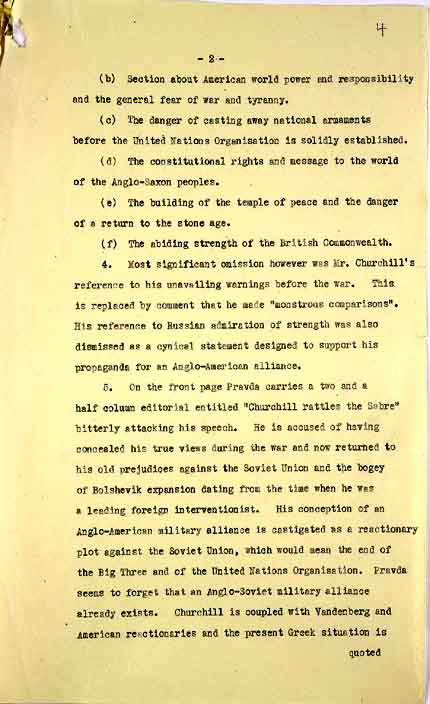 4
- 2 -
(b) Section about American world power and responsibility
and the general fear of war and tyranny.
(c) The danger of casting away national armaments
before the United Nations Organisation is solidly established.
(d) The constitutional rights and message to the world
of the Anglo-Saxon peoples.
(e) The building of the temple of peace and the danger
of a return to the stone age.
(f) The abiding strength of the British Commonwealth.
4. Most significant omission however was Mr. Churchill's
reference to his unavailing warnings before the war. This
is replaced by comment that he made "monstrous comparisons".
His reference to Russian admiration of strength was also
dismissed as a cynical statement designed to support his
propaganda for an Anglo-American alliance.
5. On the front page Pravda carries a two and a
half column editorial entitled "Churchill rattles the Sabre"
bitterly attacking his speech. He is accused of having
concealed his true views during the war and now returned to
his old prejudices against the Soviet Union and the bogey
of Bolshevik expansion dating from the time when he was
a leading foreign interventionist. His conception of an
Anglo-American military alliance is castigated as a reactionary
plot against the Soviet Union, which would mean the end of
the Big Three and of the United Nations Organisation. Pravda
seems to forget that an Anglo-Soviet military alliance
already exists. Churchill is coupled with Vandenberg and
American reactionaries and the present Greek situation is
quoted